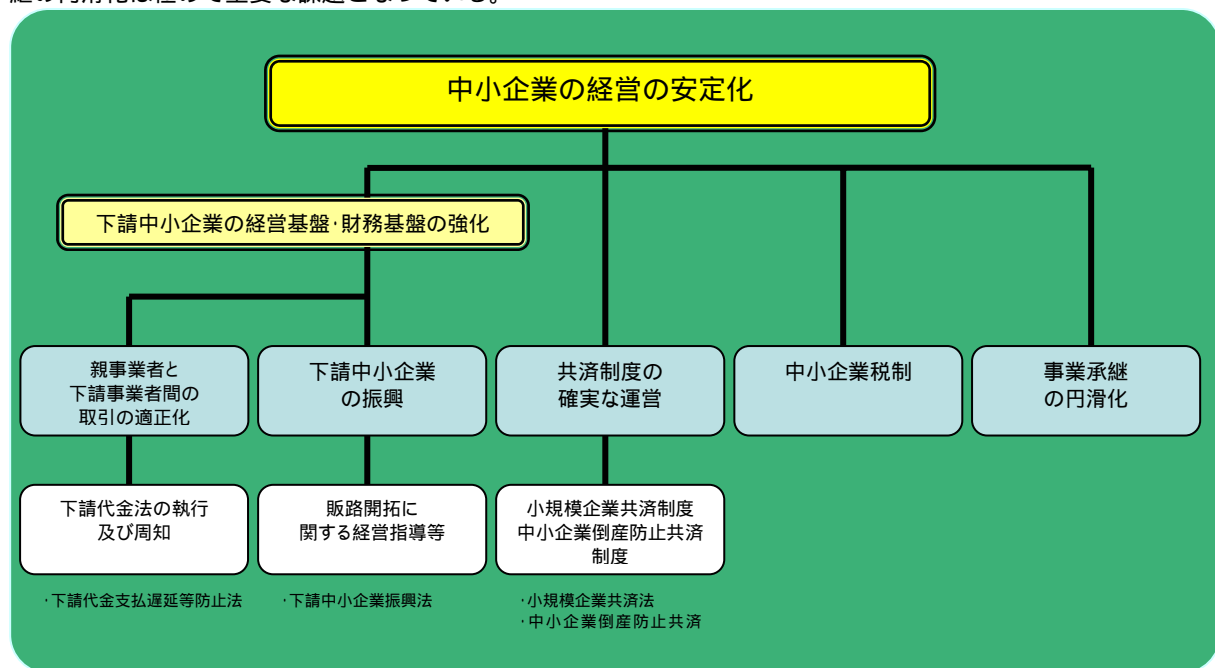 中小企業の経営の安定化
下請中小企業の経営基盤・財務基盤の強化
親事業者と
下請事業者間の
取引の適正化
下請中小企業
の振興
共済制度の
確実な運営
中小企業税制
事業承継
の円滑化
下請代金法の執行
及び周知
販路開拓に
関する経営指導等
小規模企業共済制度
中小企業倒産防止共済
制度
・下請代金支払遅延等防止法
・下請中小企業振興法
・小規模企業共済法
・中小企業倒産防止共済